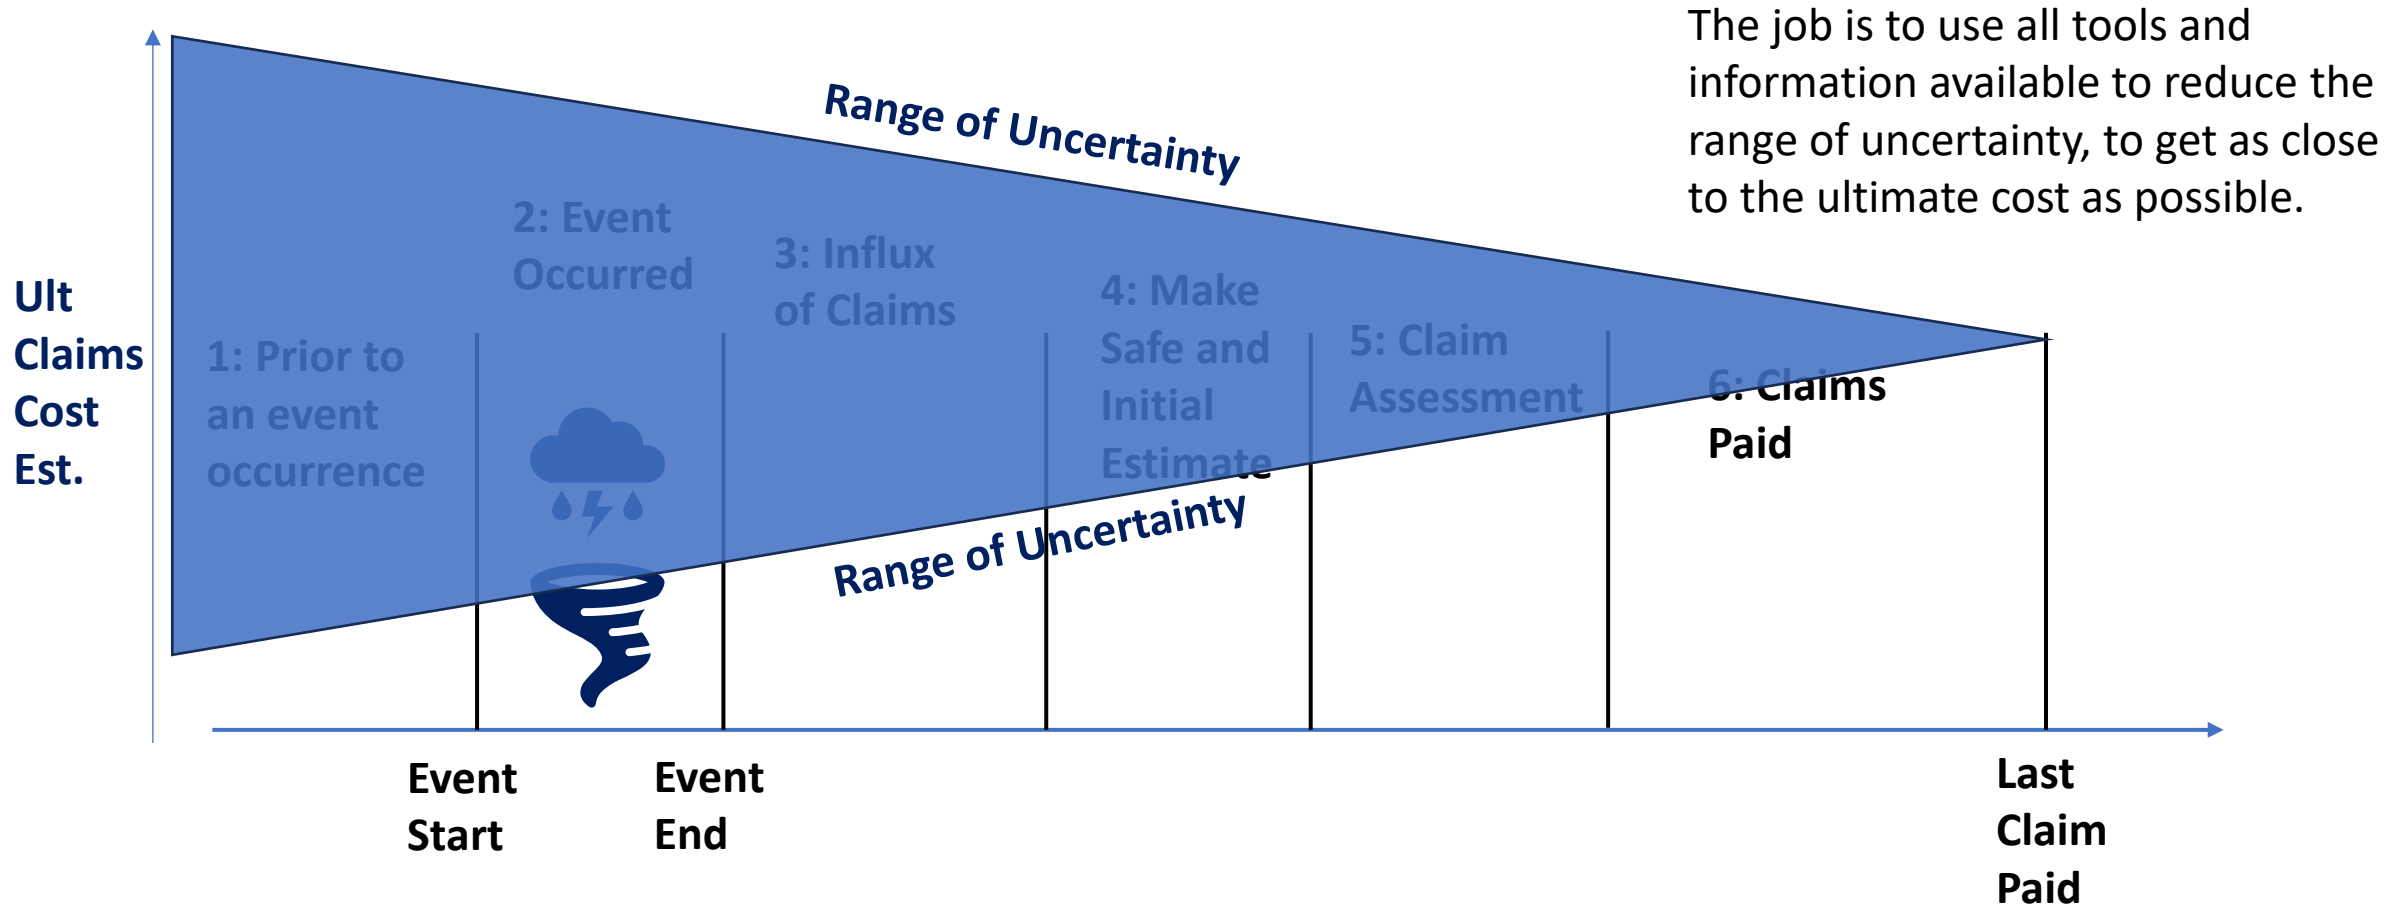 The job is to use all tools and
information available to reduce the
range of uncertainty, to get as close
to the ultimate cost as possible.
Range of Uncertainty
Ult
Claims
Cost
Est.
1: Prior to
an event
occurrence
2: Event
Occurred
3: Influx
of Claims
4: Make
Safe and
Initial
Estimate
5: Claim
Assessment
6: Claims
Paid
Range of Uncertainty
Event
Start
Event
End
Last
Claim
Paid